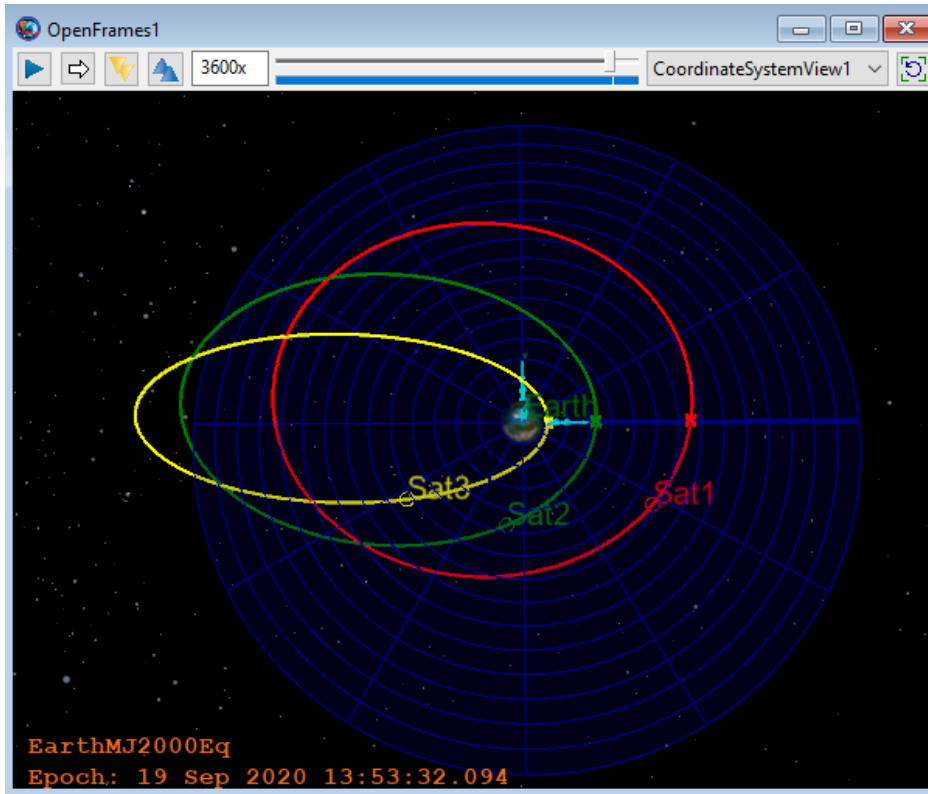 OpenFrames1
3600x
CoordinateSystemView1
Earth
Sat3
Sat2
Sat1
EarthMJ2000Eq
Epoch: 19 Sep 2020 13:53:32.094